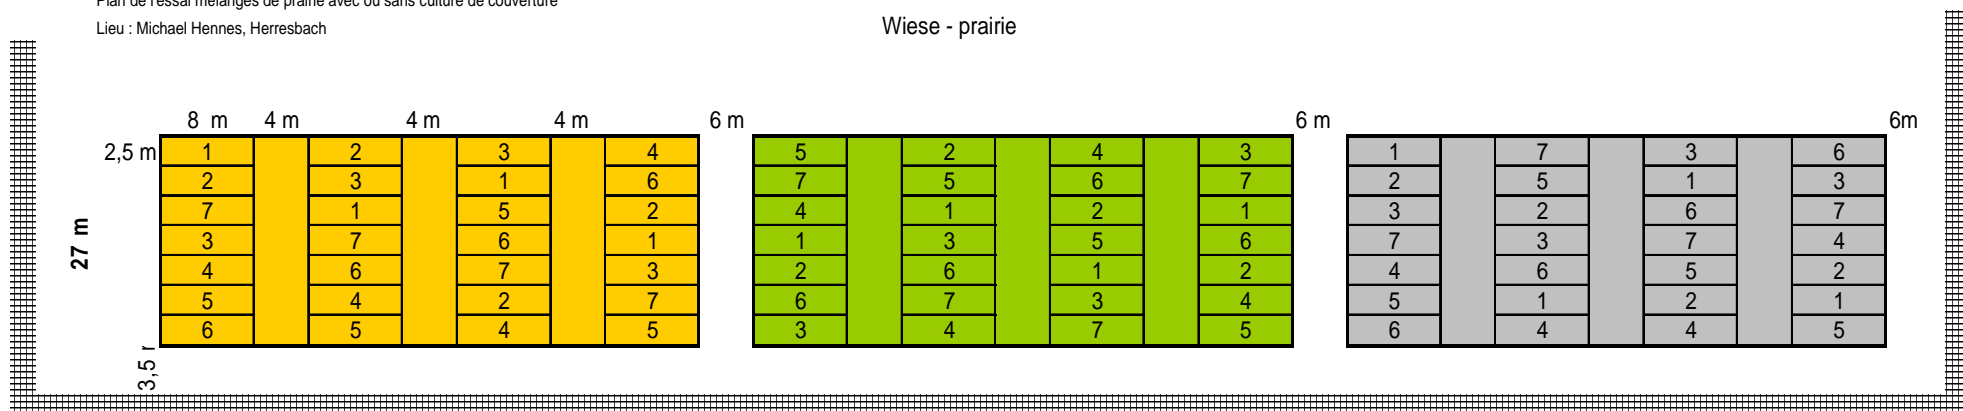 Plan de l'essai mélanges de prairie avec ou sans culture de couverture
Lieu : Michael Hennes, Herresbach
Wiese - prairie
8 m 4 m 4 m 4 m 6 m 6 m 6m
2,5 m 1 2 3 4 5 2 4 3 1 7 3 6
2 3 1 6 7 5 6 7 2 5 1 3
7 1 5 2 4 1 2 1 3 2 6 7
3 7 6 1 1 3 5 6 7 3 7 4
4 6 7 3 2 6 1 2 4 6 5 2
5 4 2 7 6 7 3 4 5 1 2 1
6 5 4 5 3 4 7 5 6 4 4 5
27 m
3,5